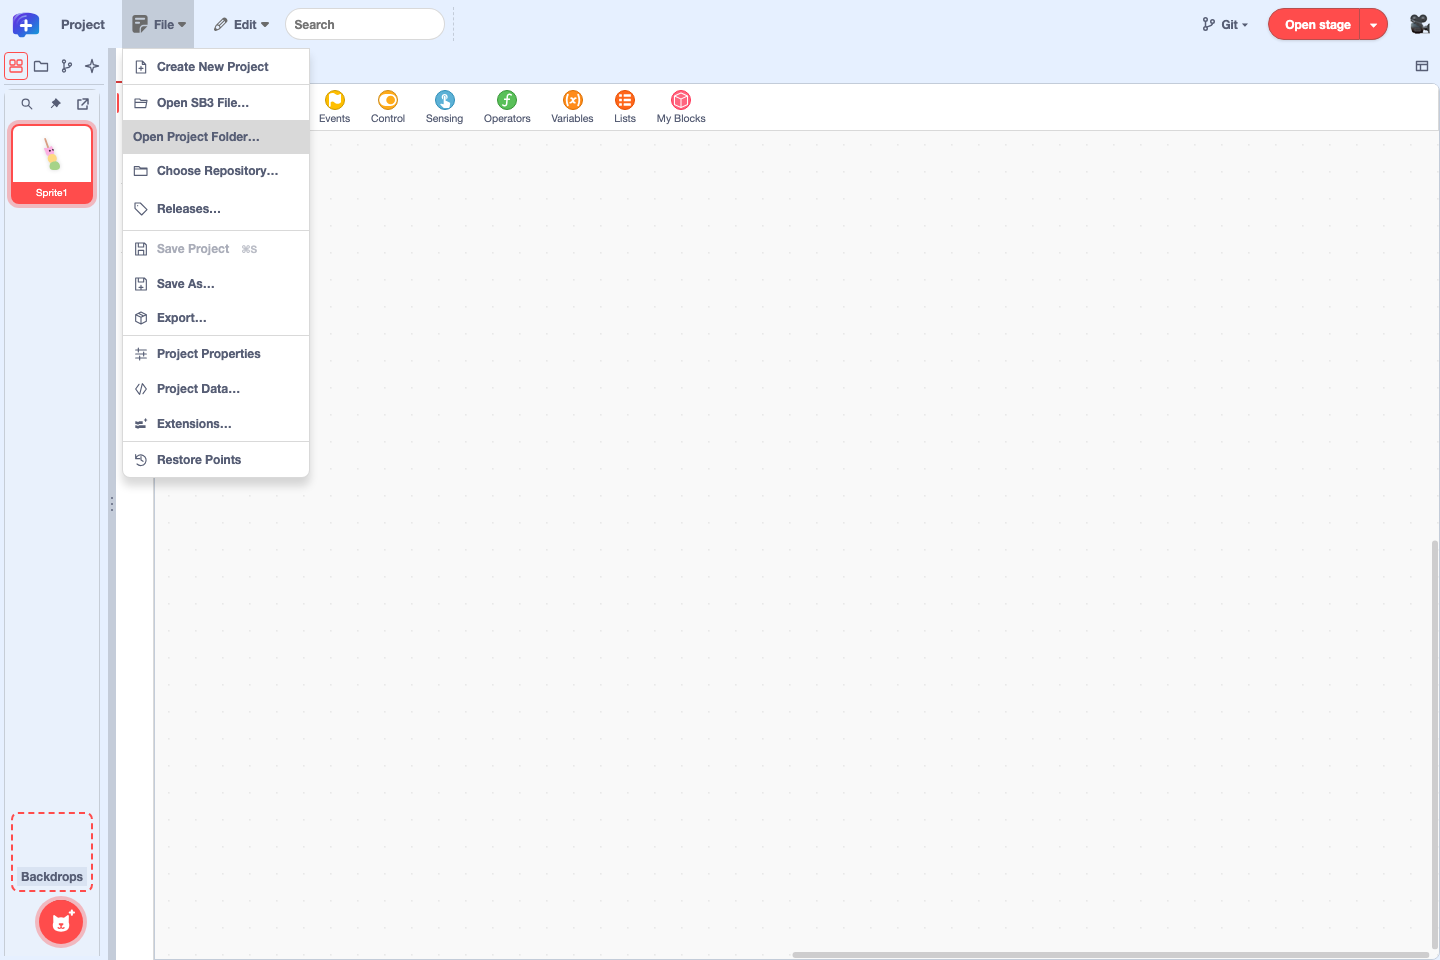 Project
File
Edit
Search
Git
Open stage
Create New Project
Open SB3 File...
Open Project Folder...
Choose Repository...
Releases...
Save Project ⌘S
Save As...
Export...
Project Properties
Project Data...
Extensions...
Restore Points
Events
Control
Sensing
Operators
Variables
Lists
My Blocks
Sprite1
Backdrops